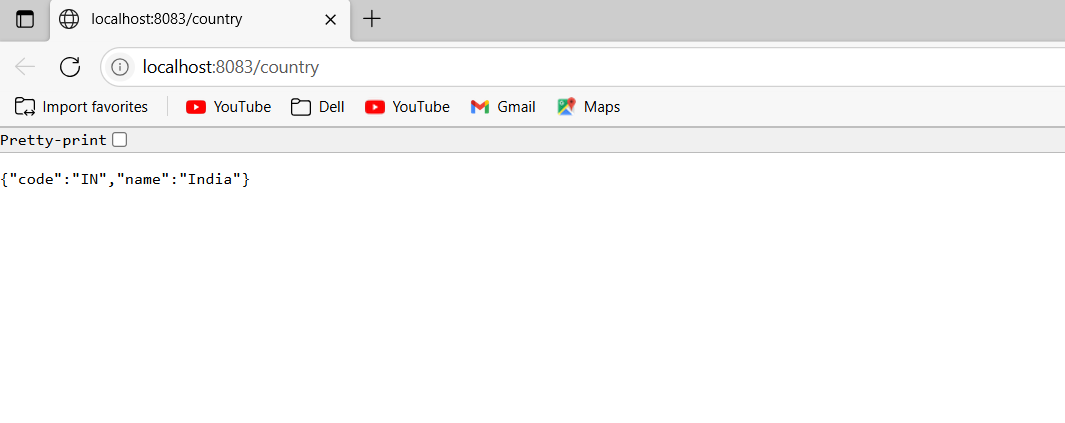 localhost:8083/country
localhost:8083/country
Import favorites YouTube Dell YouTube Gmail Maps
Pretty-print
{"code":"IN","name":"India"}